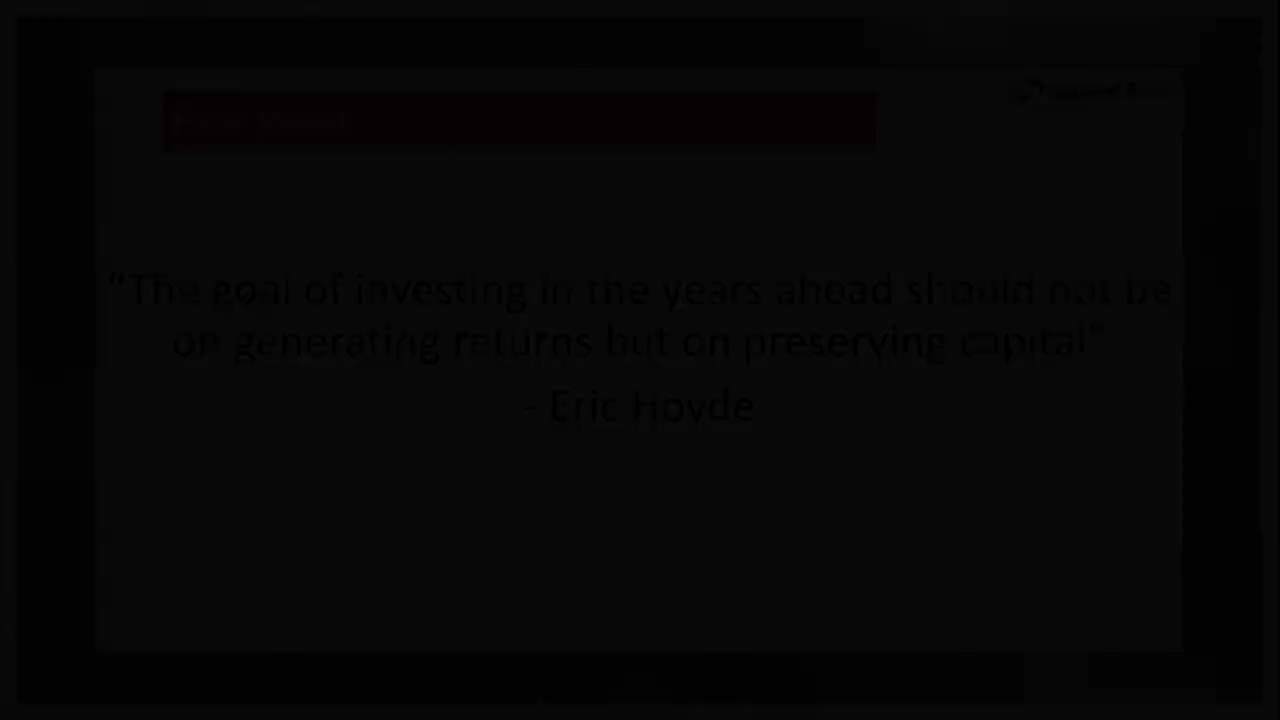 “The goal of investing in the years ahead should not be
on generating returns but on preserving capital”
- Eric Hovde